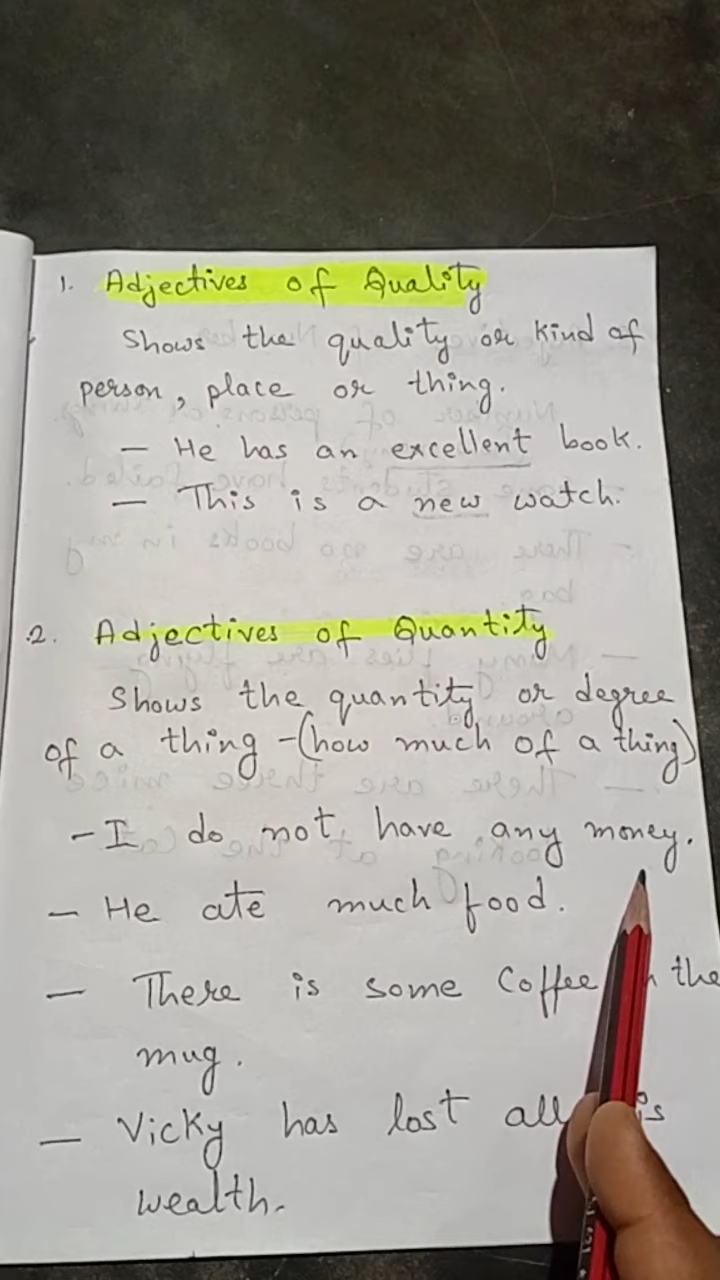 1. Adjectives of Quality
Shows the quality or kind of
person, place or thing.
— He has an excellent book.
— This is a new watch.
2. Adjectives of Quantity
Shows the quantity or degree
of a thing - (how much of a thing)
- I do not have any money.
— He ate much food.
— There is some Coffee the
mug.
— Vicky has lost all
wealth.